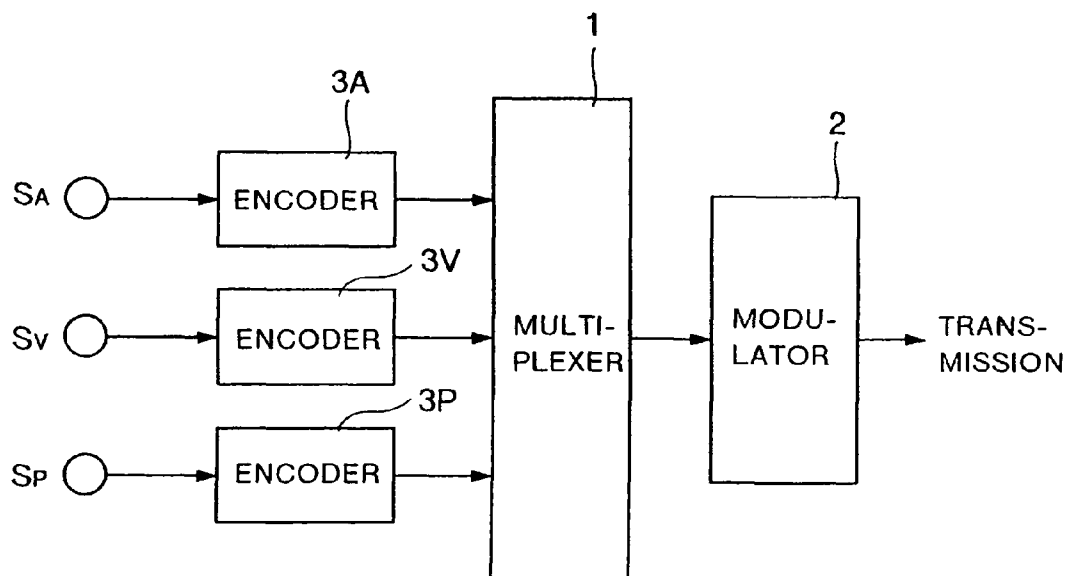 1
3A
2
SA
ENCODER
3V
SV
ENCODER
MULTI-
PLEXER
MODU-
LATOR
TRANS-
MISSION
3P
SP
ENCODER